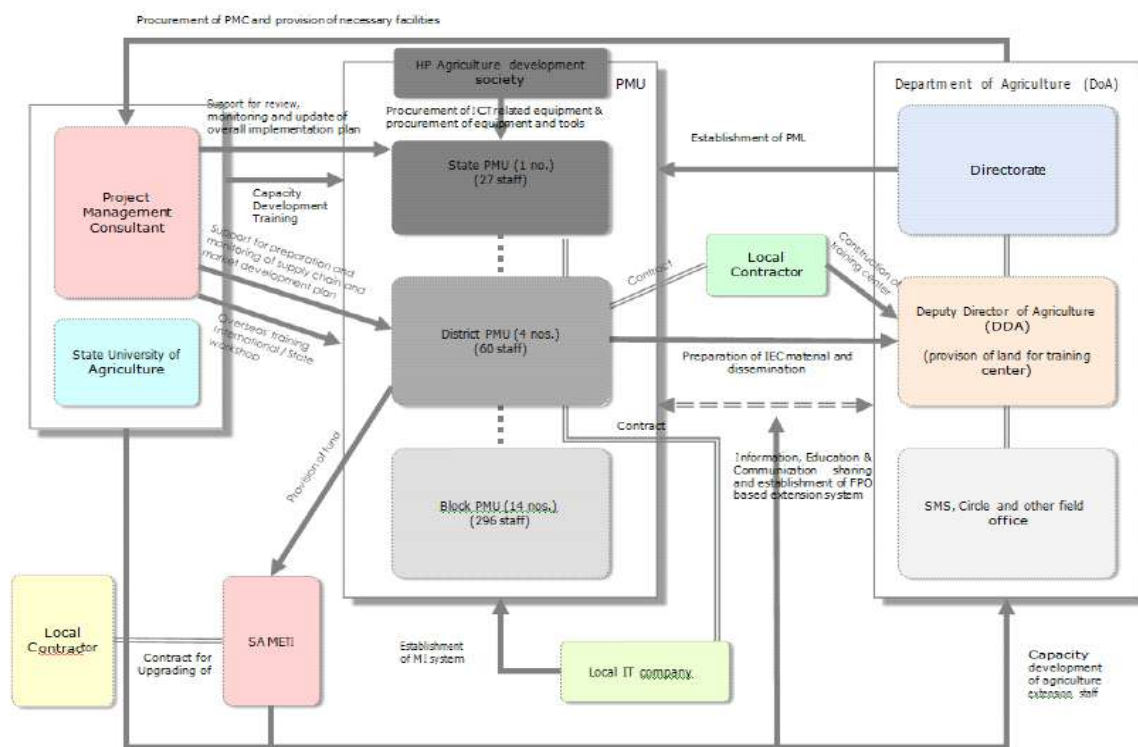 Procurement of PMC and provision of necessary facilities
HP Agriculture development
society
PMU
Department of Agriculture (DoA)
Support for review,
monitoring and update of
overall implementation plan
Procurement of ICT related equipment &
procurement of equipment and tools
Establishment of PML
State PMU (1 no.)
(27 staff)
Directorate
Project
Management
Consultant
Capacity
Development
Training
Support for preparation and
monitoring of supply chain and
market development plan
Local
Contractor
Contract
Construction of
training center
Overseas training
International / State
workshop
State University of
Agriculture
District PMU (4 nos.)
(60 staff)
Deputy Director of Agriculture
(DDA)
(provison of land for training
center)
Preparation of IEC material and
dissemination
Contract
Provision of fund
Information, Education &
Communication sharing
and establishment of FPO
based extension system
Block PMU (14 nos.)
(296 staff)
SMS, Circle and other field
office
Local
Contractor
SAMETI
Contract for
Upgrading of
Establishment
of MI system
Local IT company.
Capacity
development
of agriculture
extension staff